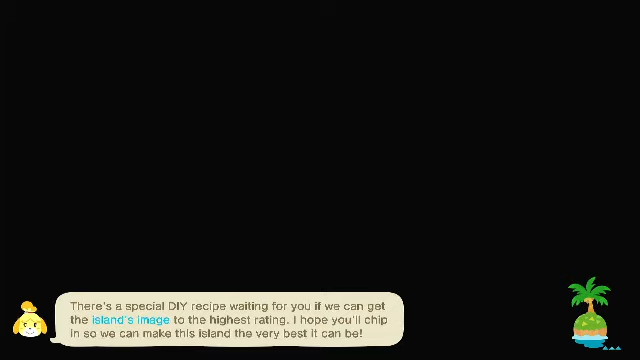 There's a special DIY recipe waiting for you if we can get
the island's image to the highest rating. I hope you'll chip
in so we can make this island the very best it can be!